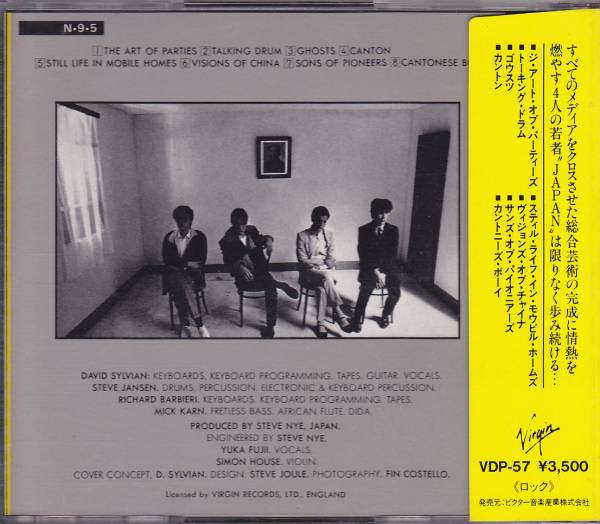 N•9•5
1 THE ART OF PARTIES 2 TALKING DRUM 3 GHOSTS 4 CANTON
5 STILL LIFE IN MOBILE HOMES 6 VISIONS OF CHINA 7 SONS OF PIONEERS 8 CANTONESE
DAVID SYLVIAN: KEYBOARDS, KEYBOARD PROGRAMMING. TAPES. GUITAR. VOCALS.
STEVE JANSEN. DRUMS. PERCUSSION. ELECTRONIC & KEYBOARD PERCUSSION.
RICHARD BARBIERI. KEYBOARDS. KEYBOARD PROGRAMMING. TAPES.
MICK KARN. FRETLESS BASS. AFRICAN FLUTE. DIDA.
PRODUCED BY STEVE NYE, JAPAN.
ENGINEERED BY STEVE NYE.
YUKA FUJII. VOCALS.
SIMON HOUSE. VIOLIN.
COVER CONCEPT, D. SYLVIAN. DESIGN. STEVE JOULE. PHOTOGRAPHY. FIN COSTELLO.
Licensed by VIRGIN RECORDS, LTD., ENGLAND
すべてのメディアをクロスさせた総合芸術の完成に情熱を
燃やす4人の若者"JAPAN"は限りなく歩み続ける…
■ジ・アート・オブ・パーティーズ
■トーキング・ドラム
■ゴウスツ
■カントン
■スティル・ライフ・イン・モウビル・ホームズ
■ヴィジョンズ・オブ・チャイナ
■サンズ・オブ・パイオニアーズ
■カントニーズ・ボーイ
Virgin
VDP-57 ¥3,500
《ロック》
発売元:ビクター音楽産業株式会社